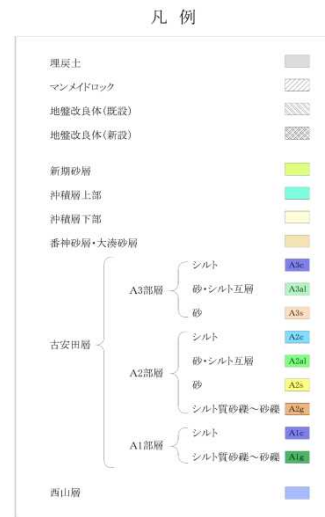 凡 例
埋戻土
マンメイドロック
地盤改良体(既設)
地盤改良体(新設)
新期砂層
沖積層上部
沖積層下部
番神砂層・大湊砂層
古安田層
A3部層
シルト A3c
砂・シルト互層 A3al
砂 A3s
A2部層
シルト A2c
砂・シルト互層 A2al
砂 A2s
シルト質砂礫～砂礫 A2g
A1部層
シルト A1c
シルト質砂礫～砂礫 A1g
西山層